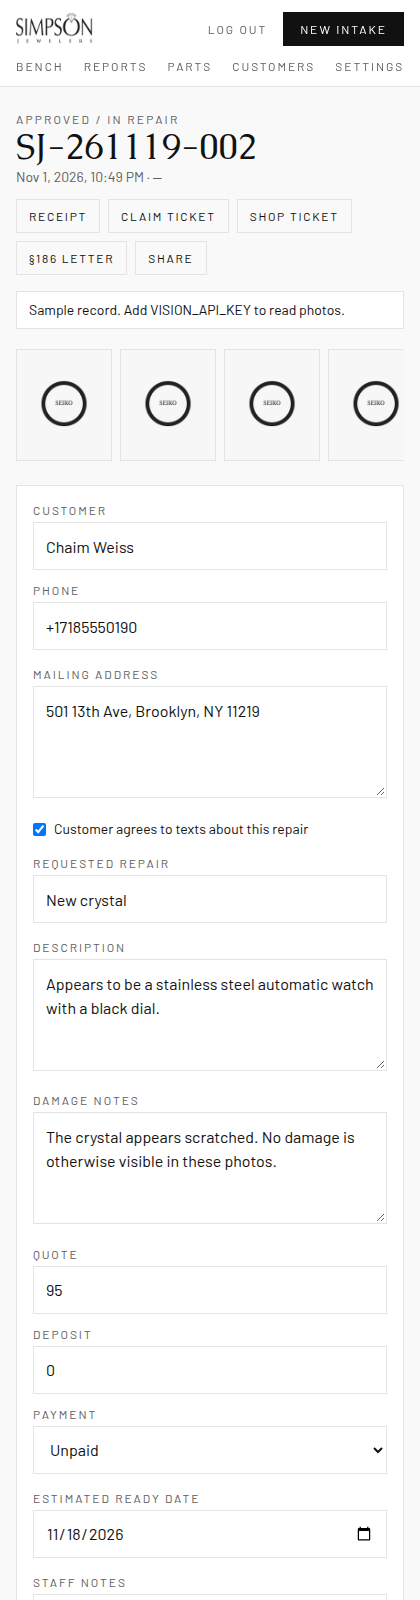 SIMPSON
JEWELERS
LOG OUT
NEW INTAKE
BENCH REPORTS PARTS CUSTOMERS SETTINGS
APPROVED / IN REPAIR
SJ-261119-002
Nov 1, 2026, 10:49 PM · —
RECEIPT CLAIM TICKET SHOP TICKET
§186 LETTER SHARE
Sample record. Add VISION_API_KEY to read photos.
SEIKO SEIKO SEIKO SEIKO
CUSTOMER
Chaim Weiss
PHONE
+17185550190
MAILING ADDRESS
501 13th Ave, Brooklyn, NY 11219
Customer agrees to texts about this repair
REQUESTED REPAIR
New crystal
DESCRIPTION
Appears to be a stainless steel automatic watch
with a black dial.
DAMAGE NOTES
The crystal appears scratched. No damage is
otherwise visible in these photos.
QUOTE
95
DEPOSIT
0
PAYMENT
Unpaid
ESTIMATED READY DATE
11/18/2026
STAFF NOTES